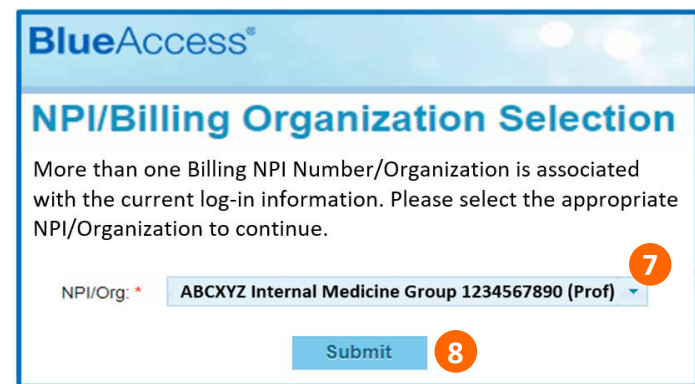 BlueAccess®
NPI/Billing Organization Selection
More than one Billing NPI Number/Organization is associated
with the current log-in information. Please select the appropriate
NPI/Organization to continue.
7
NPI/Org: * ABCXYZ Internal Medicine Group 1234567890 (Prof)
Submit 8